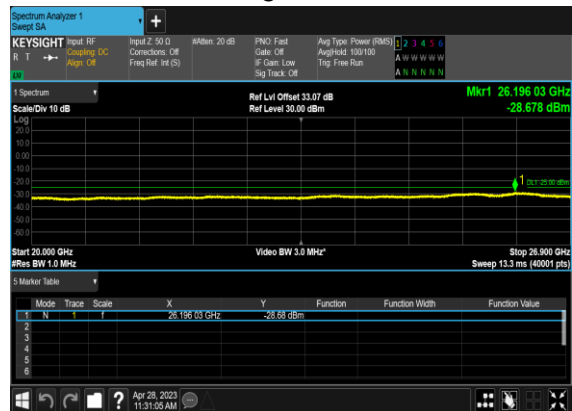 Spectrum Analyzer 1
Swept SA
KEYSIGHT
R T
Input: RF
Coupling: DC
Align: Off
Input Z: 50 Ω
Corrections: Off
Freq Ref: Int (S)
#Atten: 20 dB
PNO: Fast
Gate: Off
IF Gain: Low
Sig Track: Off
Avg Type: Power (RMS)
Avg|Hold: 100/100
Trig: Free Run
1 2 3 4 5 6
A W W W W W
A N N N N N
1 Spectrum
Scale/Div 10 dB
Ref Lvl Offset 33.07 dB
Ref Level 30.00 dBm
Mkr1 26.196 03 GHz
-28.678 dBm
Log
20.0
10.0
0.00
-10.0
-20.0
-30.0
-40.0
-50.0
-60.0
1
DL1 -25.00 dBm
Start 20.000 GHz
#Res BW 1.0 MHz
Video BW 3.0 MHz*
Stop 26.900 GHz
Sweep 13.3 ms (40001 pts)
5 Marker Table
Mode Trace Scale X Y Function Function Width Function Value
1 N 1 f 26.196 03 GHz -28.68 dBm
2
3
4
5
6
? Apr 28, 2023
11:31:05 AM